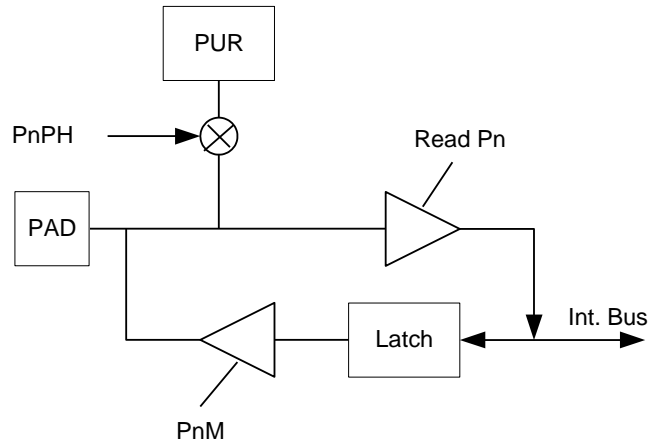 PUR
PnPH
Read Pn
PAD
Int. Bus
Latch
PnM